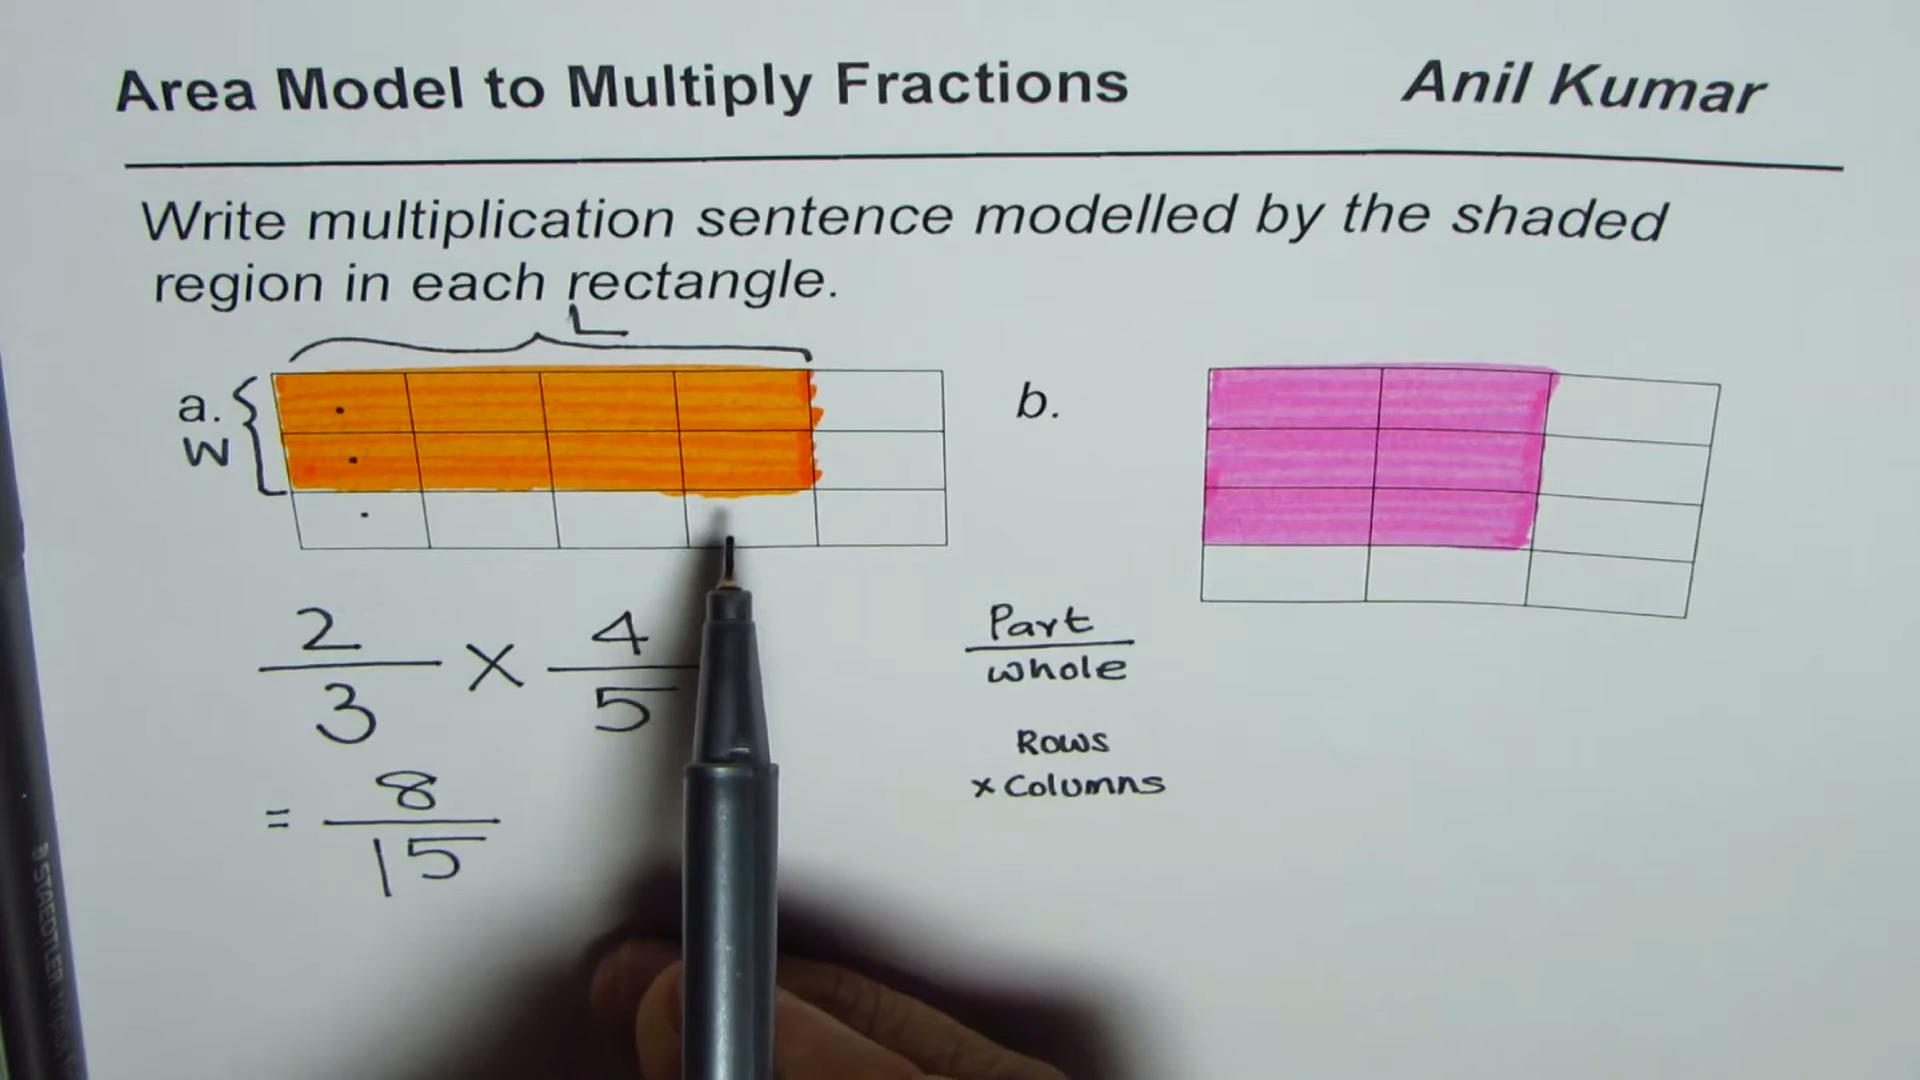 Area Model to Multiply Fractions Anil Kumar
Write multiplication sentence modelled by the shaded
region in each rectangle.
L
a.
W
b.
2/3 × 4/5
= 8/15
Part
whole
Rows
× Columns
STAEDTLER